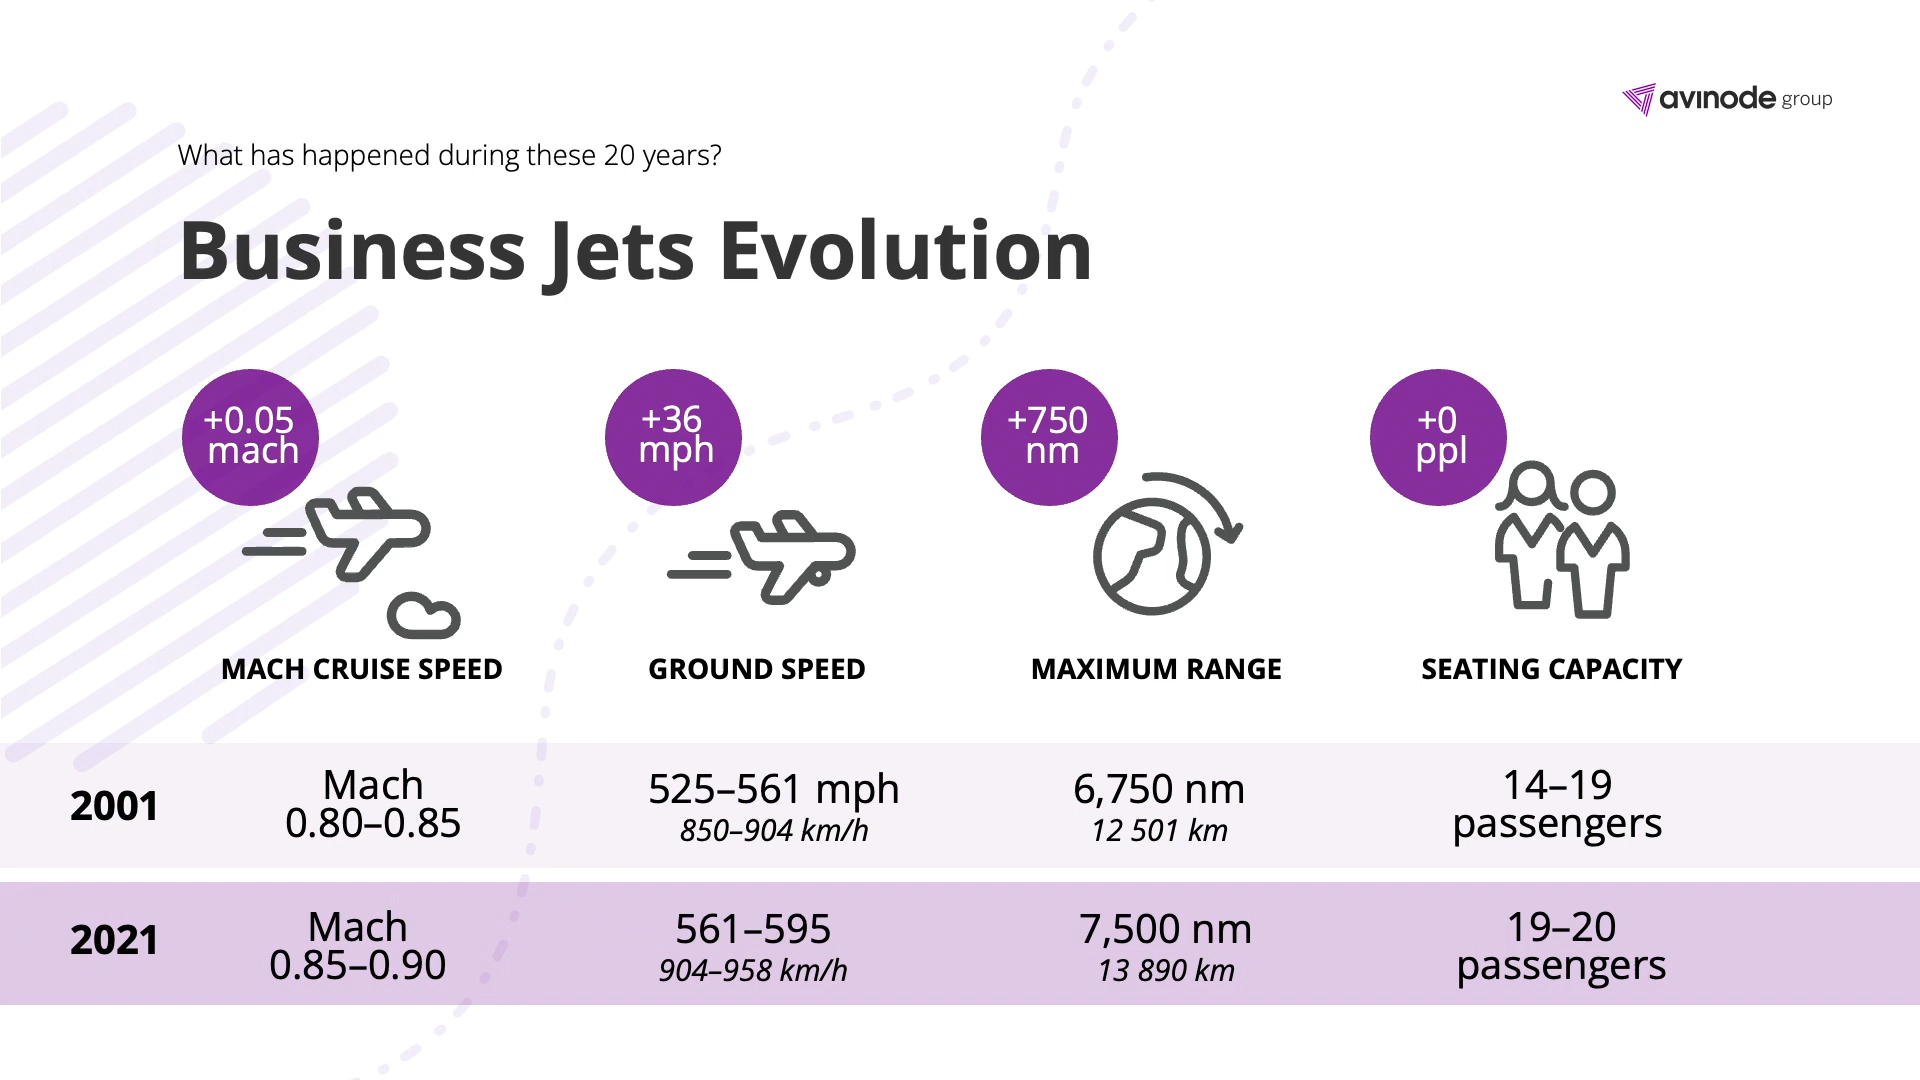 avinode group
What has happened during these 20 years?
Business Jets Evolution
+0.05
mach
+36
mph
+750
nm
+0
ppl
MACH CRUISE SPEED
GROUND SPEED
MAXIMUM RANGE
SEATING CAPACITY
2001
Mach
0.80–0.85
525–561 mph
850–904 km/h
6,750 nm
12 501 km
14–19
passengers
2021
Mach
0.85–0.90
561–595
904–958 km/h
7,500 nm
13 890 km
19–20
passengers